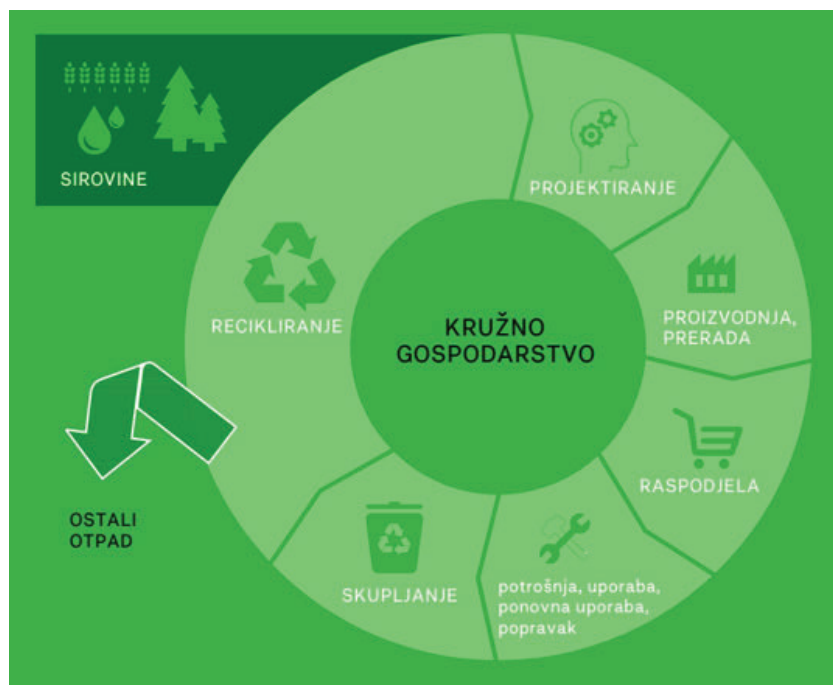 SIROVINE
PROJEKTIRANJE
PROIZVODNJA,
PRERADA
RASPODJELA
potrošnja, uporaba,
ponovna uporaba,
popravak
SKUPLJANJE
RECIKLIRANJE
KRUŽNO
GOSPODARSTVO
OSTALI
OTPAD